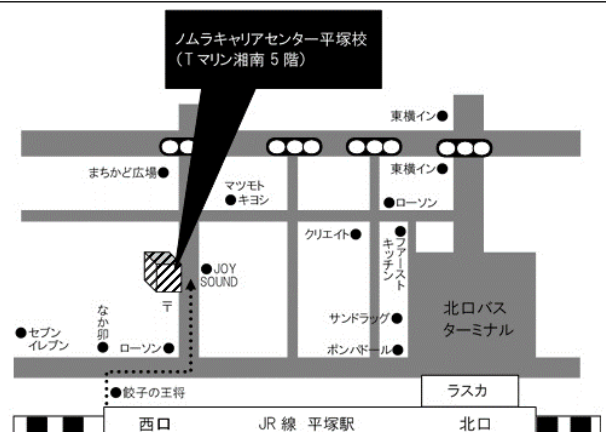 ノムラキャリアセンター平塚校
(Tマリン湘南5階)
東横イン
まちかど広場
東横イン
マツモト
キヨシ
ローソン
クリエイト
ファースト
キッチン
JOY
SOUND
〒
なか卯
セブン
イレブン
ローソン
サンドラッグ
ポンパドール
北口バス
ターミナル
餃子の王将
ラスカ
西口
JR線 平塚駅
北口